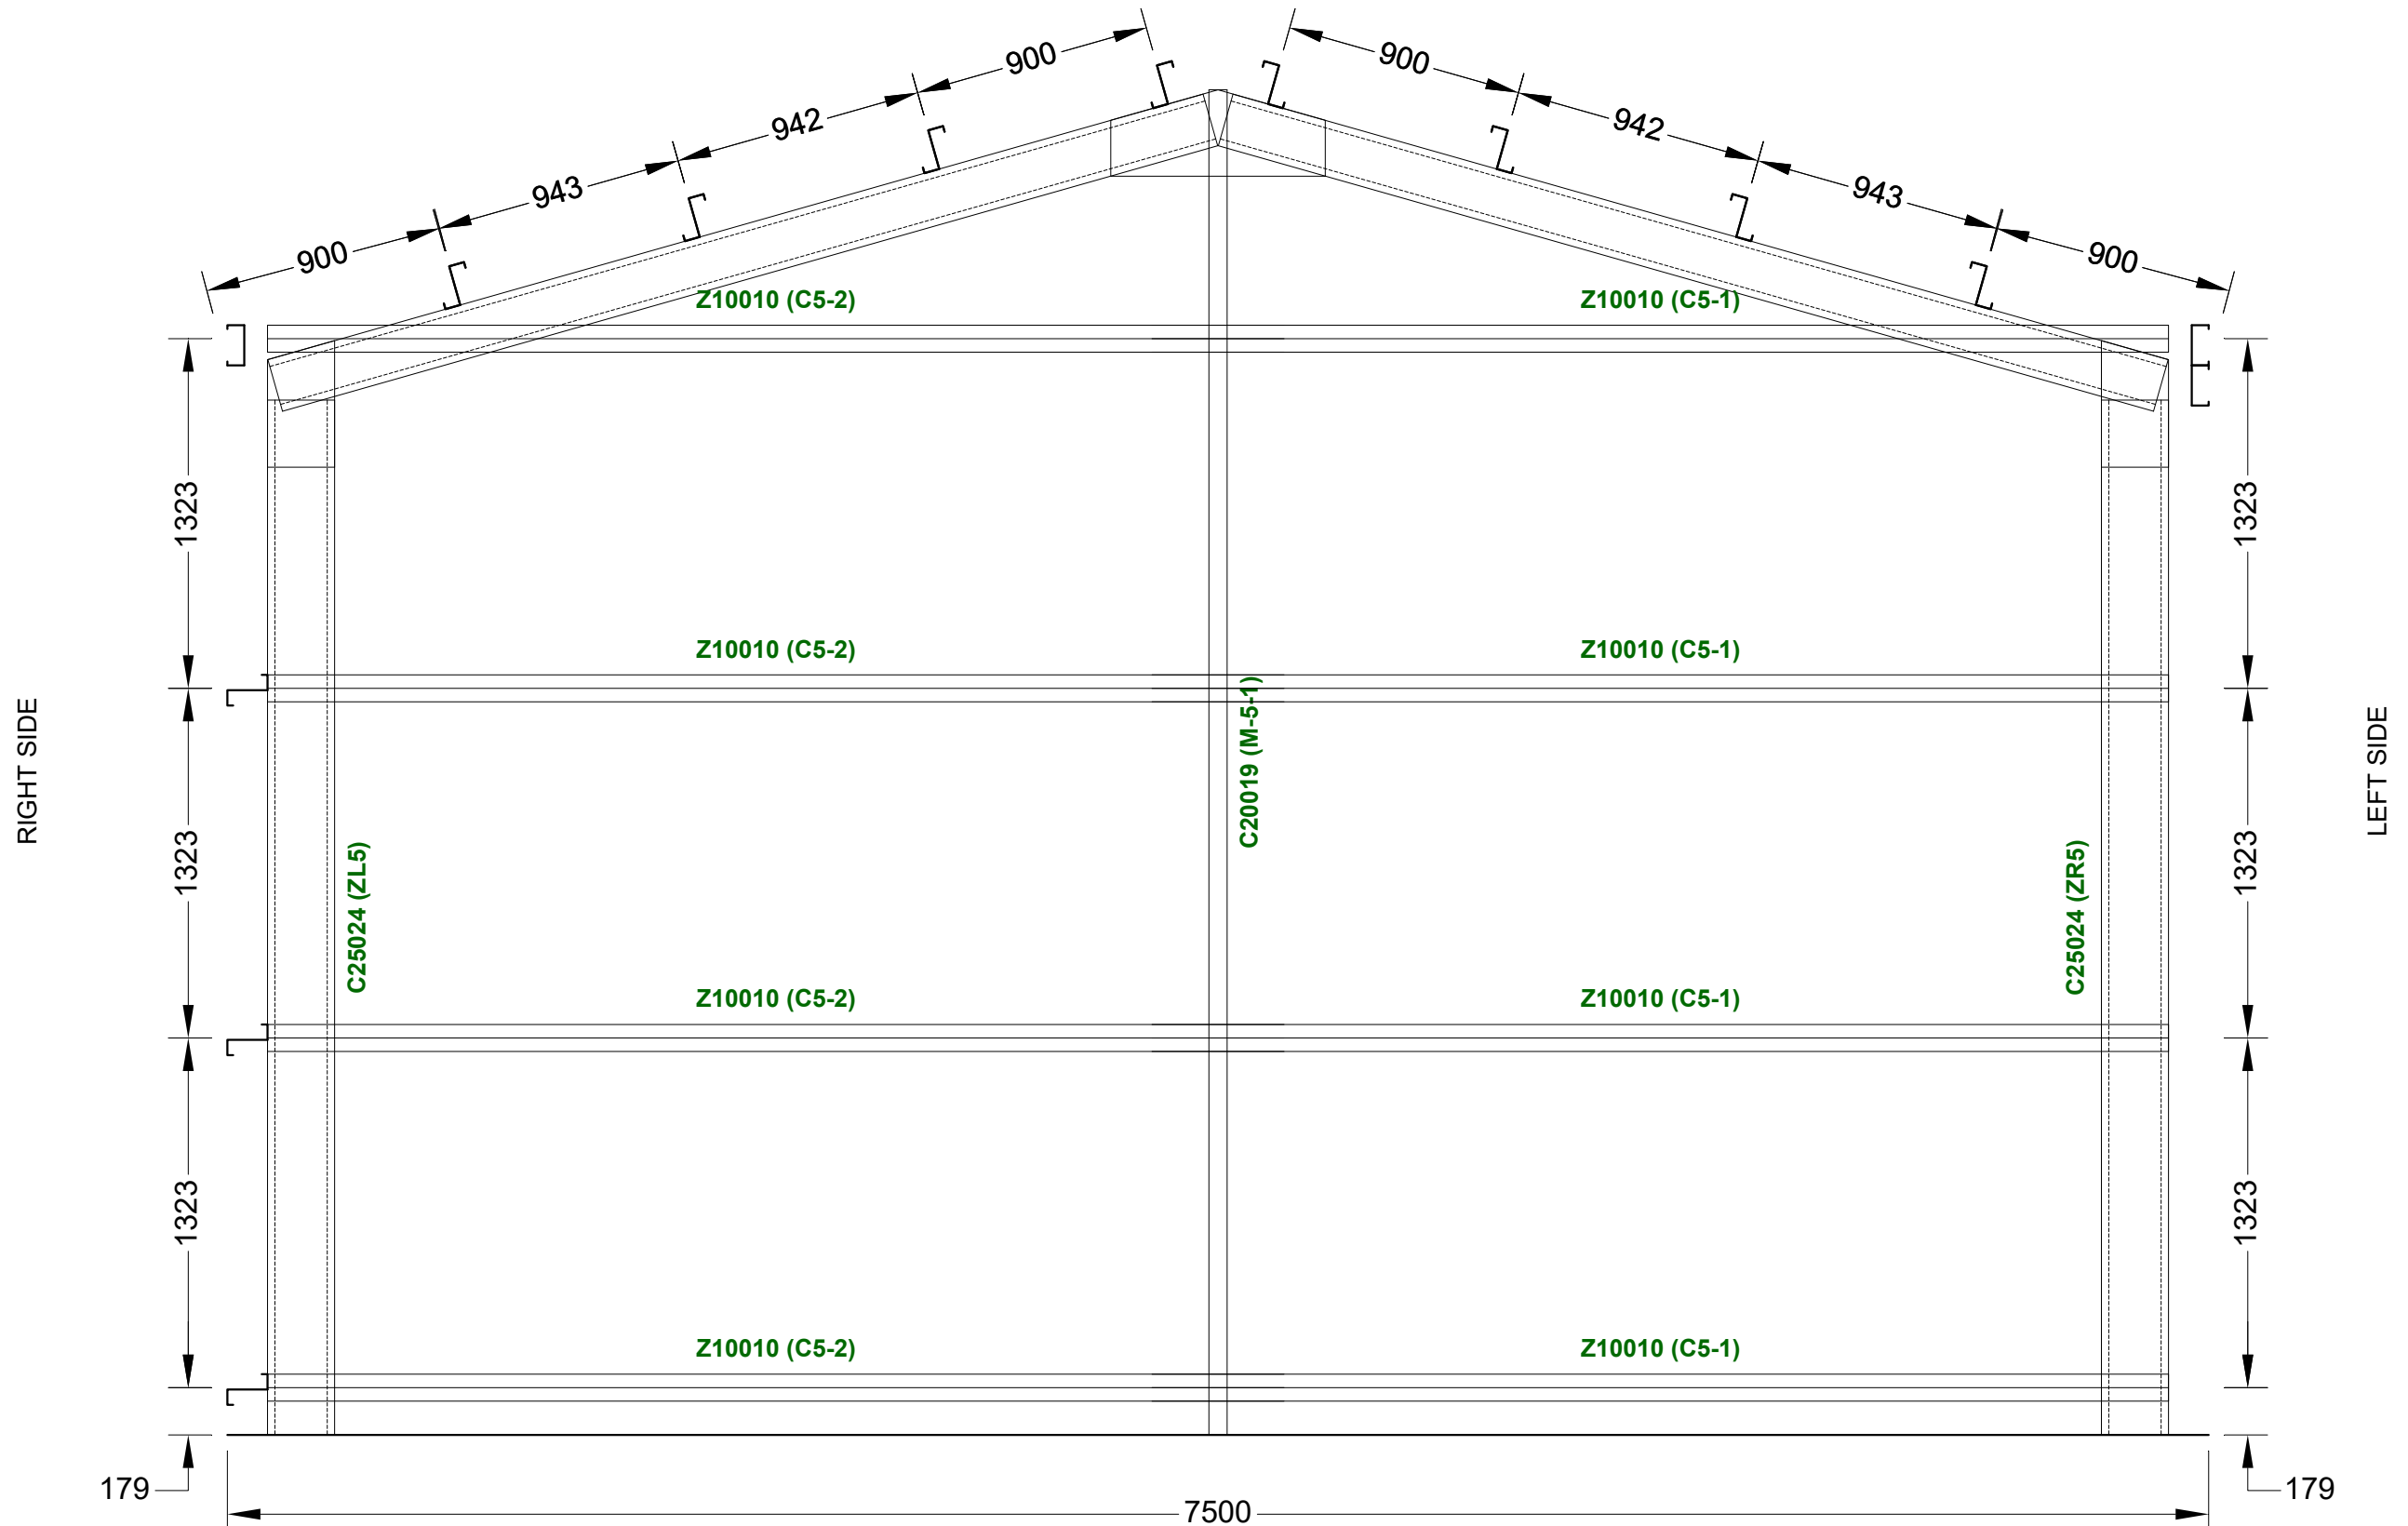 900
900
942
942
943
943
900
900
Z10010 (C5-2)
Z10010 (C5-1)
1323
1323
Z10010 (C5-2)
Z10010 (C5-1)
RIGHT SIDE
1323
C25024 (ZL5)
C20019 (M-5-1)
C25024 (ZR5)
1323
LEFT SIDE
Z10010 (C5-2)
Z10010 (C5-1)
1323
1323
Z10010 (C5-2)
Z10010 (C5-1)
179
179
7500